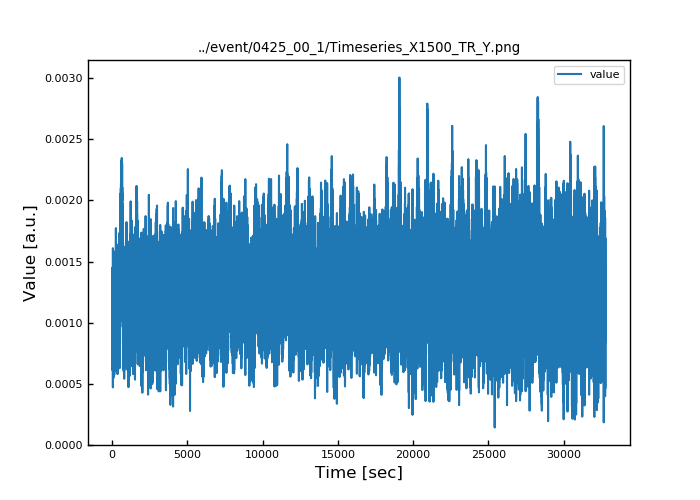 ../event/0425_00_1/Timeseries_X1500_TR_Y.png
value
0.0030
0.0025
0.0020
0.0015
0.0010
0.0005
0.0000
Value [a.u.]
0 5000 10000 15000 20000 25000 30000
Time [sec]